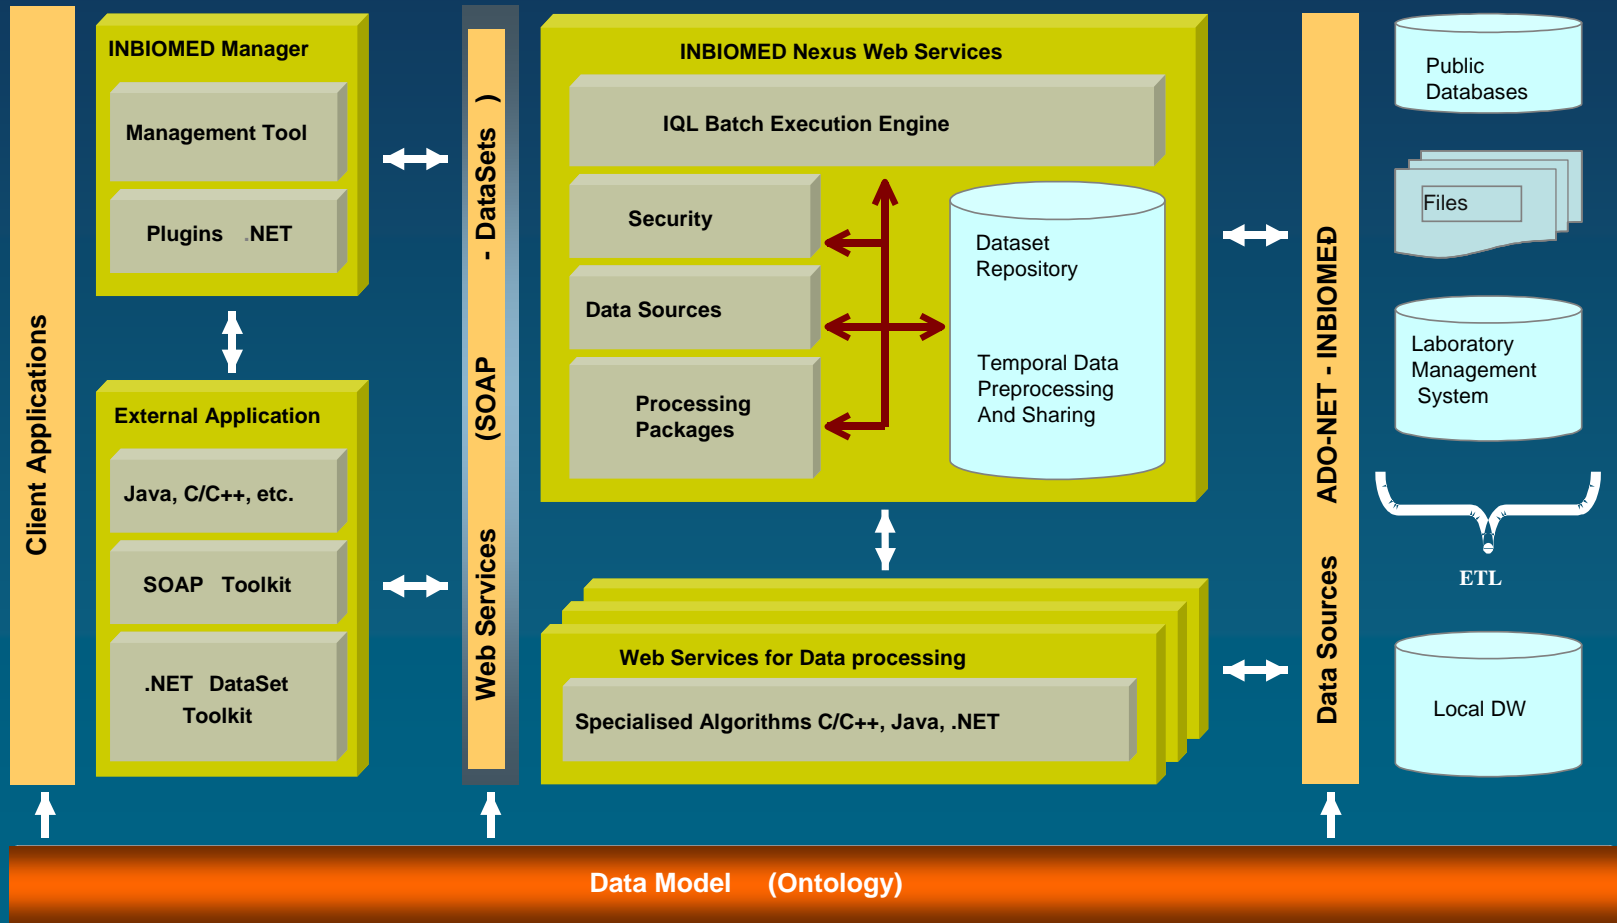 Client Applications
INBIOMED Manager
Management Tool
Plugins .NET
External Application
Java, C/C++, etc.
SOAP Toolkit
.NET DataSet
Toolkit
Web Services (SOAP - DataSets )
INBIOMED Nexus Web Services
IQL Batch Execution Engine
Security
Data Sources
Processing
Packages
Dataset
Repository
Temporal Data
Preprocessing
And Sharing
Web Services for Data processing
Specialised Algorithms C/C++, Java, .NET
Data Sources ADO-NET - INBIOMED
Public
Databases
Files
Laboratory
Management
System
ETL
Local DW
Data Model (Ontology)